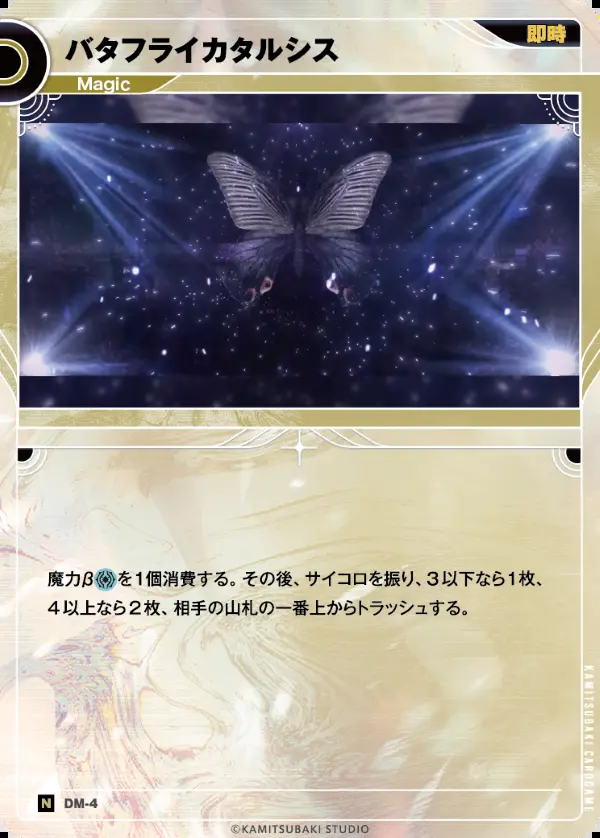 バタフライカタルシス
即時
Magic
魔力βを1個消費する。その後、サイコロを振り、3以下なら1枚、
4以上なら2枚、相手の山札の一番上からトラッシュする。
KAMITSUBAKI CARDGAME
N DM-4
©KAMITSUBAKI STUDIO